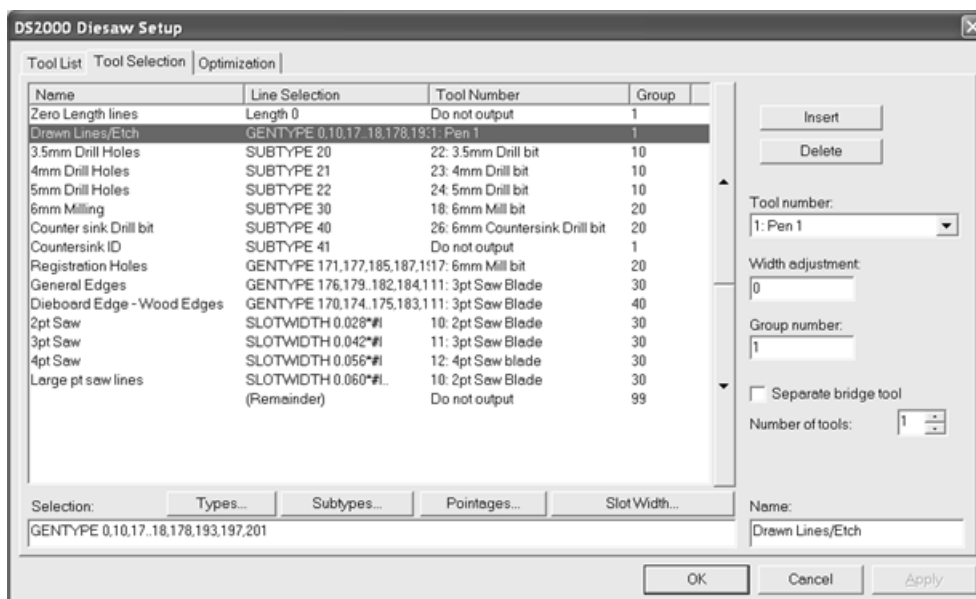 DS2000 Diesaw Setup
Tool List Tool Selection Optimization
Name Line Selection Tool Number Group
Zero Length lines Length 0 Do not output 1
Drawn Lines/Etch GENTYPE 0,10,17..18,178,193 1: Pen 1 1
3.5mm Drill Holes SUBTYPE 20 22: 3.5mm Drill bit 10
4mm Drill Holes SUBTYPE 21 23: 4mm Drill bit 10
5mm Drill Holes SUBTYPE 22 24: 5mm Drill bit 10
6mm Milling SUBTYPE 30 18: 6mm Mill bit 20
Counter sink Drill bit SUBTYPE 40 26: 6mm Countersink Drill bit 20
Countersink ID SUBTYPE 41 Do not output 1
Registration Holes GENTYPE 171,177,185,187,1 17: 6mm Mill bit 20
General Edges GENTYPE 176,179..182,184,1 11: 3pt Saw Blade 30
Dieboard Edge - Wood Edges GENTYPE 170,174..175,183,1 11: 3pt Saw Blade 40
2pt Saw SLOTWIDTH 0.028*#I 10: 2pt Saw Blade 30
3pt Saw SLOTWIDTH 0.042*#I 11: 3pt Saw Blade 30
4pt Saw SLOTWIDTH 0.056*#I 12: 4pt Saw blade 30
Large pt saw lines SLOTWIDTH 0.060*#I.. 10: 2pt Saw Blade 30
(Remainder) Do not output 99
Insert
Delete
Tool number:
1: Pen 1
Width adjustment:
0
Group number:
1
Separate bridge tool
Number of tools: 1
Selection: Types... Subtypes... Pointages... Slot Width...
GENTYPE 0,10,17..18,178,193,197,201
Name:
Drawn Lines/Etch
OK Cancel Apply